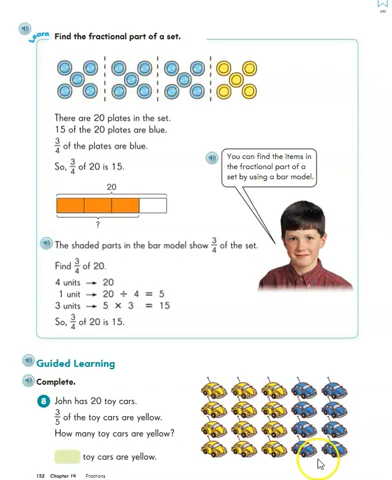 Learn
Find the fractional part of a set.
There are 20 plates in the set.
15 of the 20 plates are blue.
3/4 of the plates are blue.
So, 3/4 of 20 is 15.
You can find the items in
the fractional part of a
set by using a bar model.
20
?
The shaded parts in the bar model show 3/4 of the set.
Find 3/4 of 20.
4 units → 20
1 unit → 20 ÷ 4 = 5
3 units → 5 × 3 = 15
So, 3/4 of 20 is 15.
Guided Learning
Complete.
8 John has 20 toy cars.
3/5 of the toy cars are yellow.
How many toy cars are yellow?
toy cars are yellow.
132 Chapter 14 Fractions